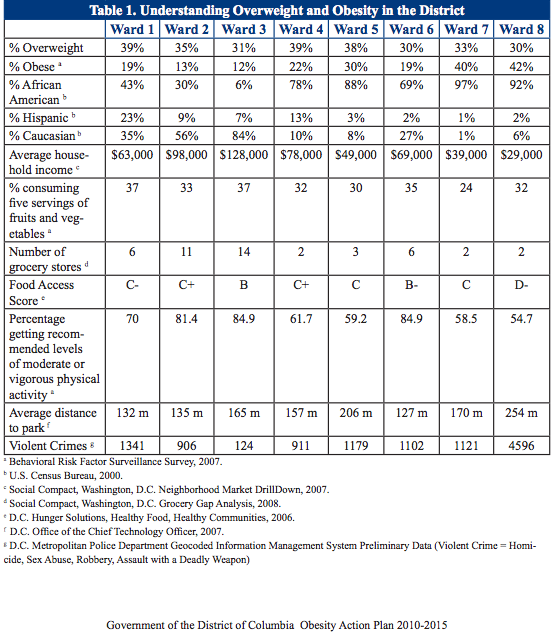 Table 1. Understanding Overweight and Obesity in the District
Ward 1 Ward 2 Ward 3 Ward 4 Ward 5 Ward 6 Ward 7 Ward 8
% Overweight 39% 35% 31% 39% 38% 30% 33% 30%
% Obese a 19% 13% 12% 22% 30% 19% 40% 42%
% African 43% 30% 6% 78% 88% 69% 97% 92%
American b
% Hispanic b 23% 9% 7% 13% 3% 2% 1% 2%
% Caucasian b 35% 56% 84% 10% 8% 27% 1% 6%
Average house- $63,000 $98,000 $128,000 $78,000 $49,000 $69,000 $39,000 $29,000
hold income c
% consuming 37 33 37 32 30 35 24 32
five servings of
fruits and veg-
etables a
Number of 6 11 14 2 3 6 2 2
grocery stores d
Food Access C- C+ B C+ C B- C D-
Score e
Percentage 70 81.4 84.9 61.7 59.2 84.9 58.5 54.7
getting recom-
mended levels
of moderate or
vigorous physical
activity a
Average distance 132 m 135 m 165 m 157 m 206 m 127 m 170 m 254 m
to park f
Violent Crimes g 1341 906 124 911 1179 1102 1121 4596
a Behavioral Risk Factor Surveillance Survey, 2007.
b U.S. Census Bureau, 2000.
c Social Compact, Washington, D.C. Neighborhood Market DrillDown, 2007.
d Social Compact, Washington, D.C. Grocery Gap Analysis, 2008.
e D.C. Hunger Solutions, Healthy Food, Healthy Communities, 2006.
f D.C. Office of the Chief Technology Officer, 2007.
g D.C. Metropolitan Police Department Geocoded Information Management System Preliminary Data (Violent Crime = Homi-
cide, Sex Abuse, Robbery, Assault with a Deadly Weapon)
Government of the District of Columbia Obesity Action Plan 2010-2015